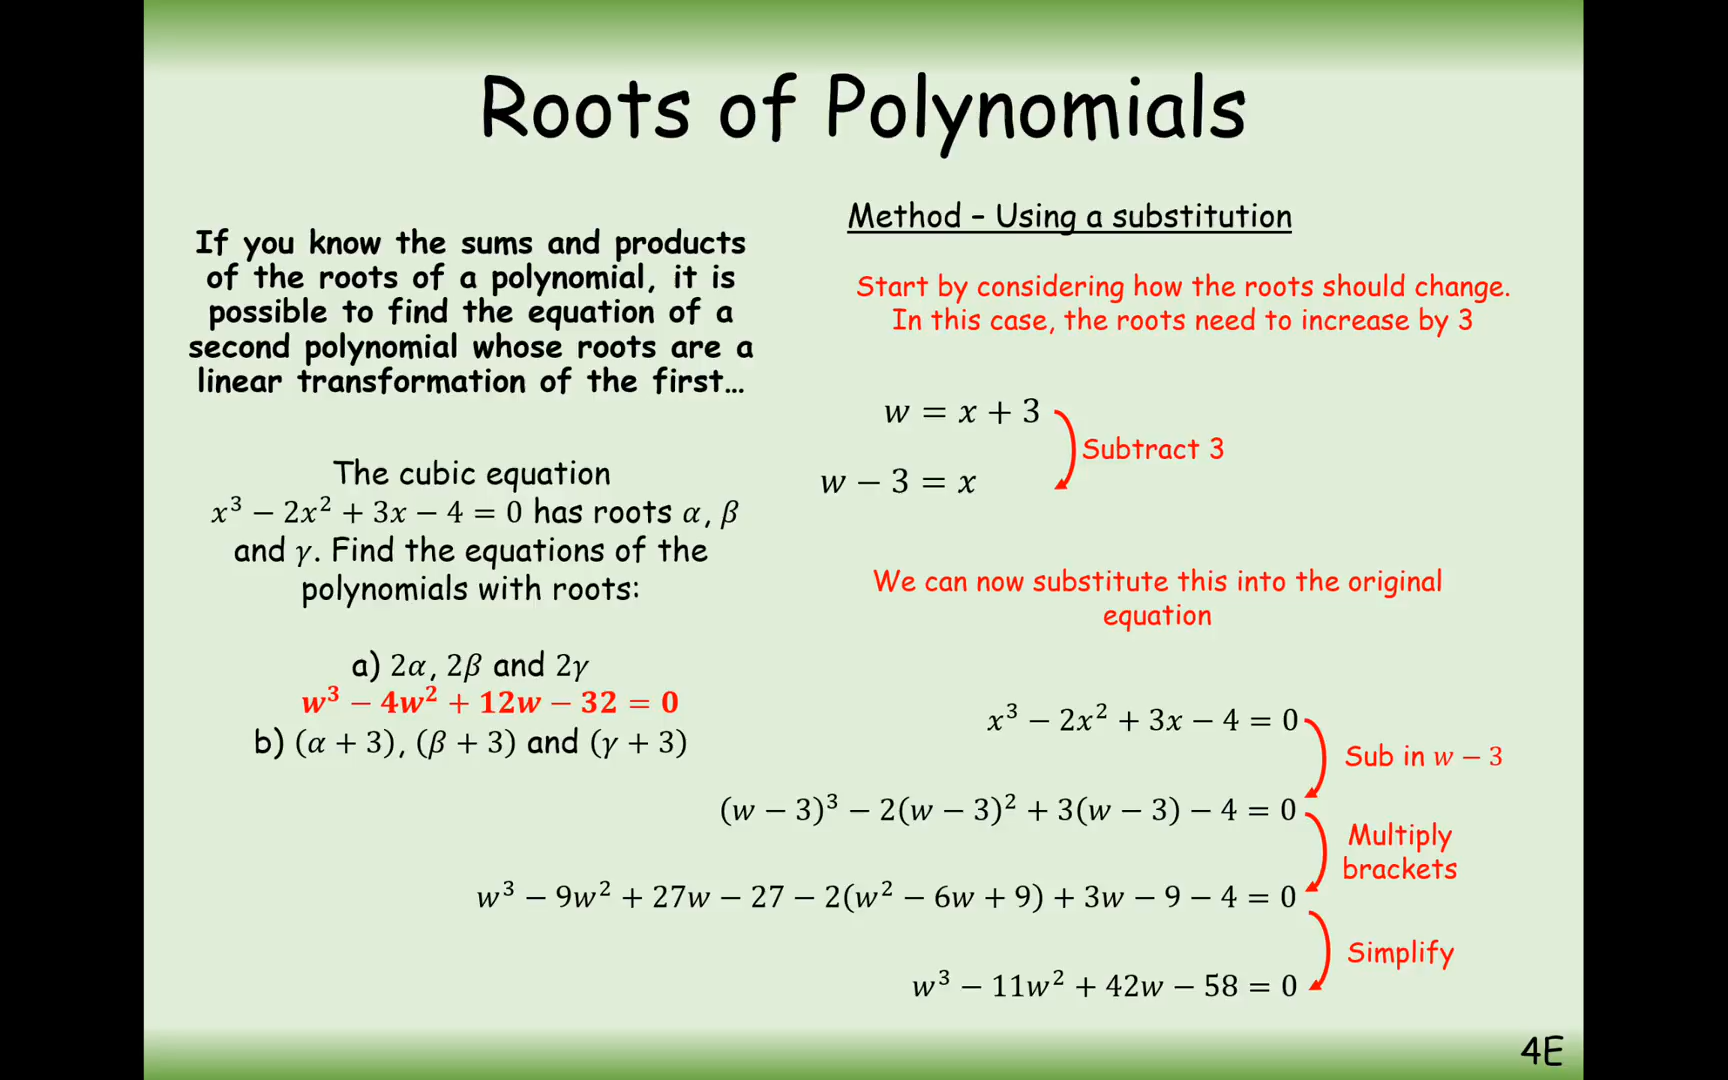 Roots of Polynomials
If you know the sums and products
of the roots of a polynomial, it is
possible to find the equation of a
second polynomial whose roots are a
linear transformation of the first…
The cubic equation
x³ − 2x² + 3x − 4 = 0 has roots α, β
and γ. Find the equations of the
polynomials with roots:
a) 2α, 2β and 2γ
w³ − 4w² + 12w − 32 = 0
b) (α + 3), (β + 3) and (γ + 3)
Method – Using a substitution
Start by considering how the roots should change.
In this case, the roots need to increase by 3
w = x + 3
Subtract 3
w − 3 = x
We can now substitute this into the original
equation
x³ − 2x² + 3x − 4 = 0
Sub in w − 3
(w − 3)³ − 2(w − 3)² + 3(w − 3) − 4 = 0
Multiply
brackets
w³ − 9w² + 27w − 27 − 2(w² − 6w + 9) + 3w − 9 − 4 = 0
Simplify
w³ − 11w² + 42w − 58 = 0
4E